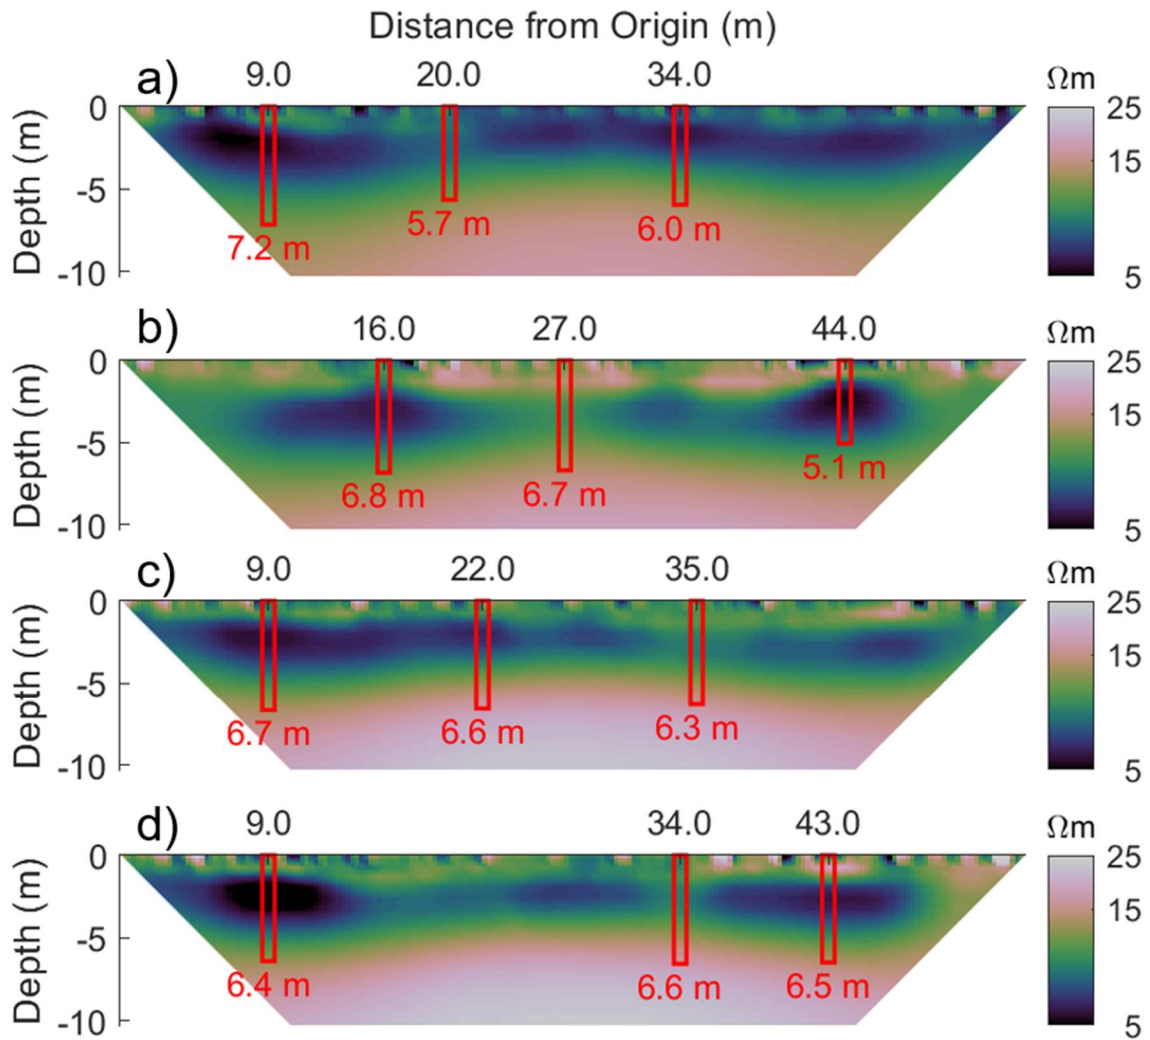 Distance from Origin (m)
a) 9.0 20.0 34.0 Ωm
0 25
15
Depth (m)
-5
5.7 m 6.0 m
7.2 m
-10 5
b) 16.0 27.0 44.0 Ωm
0 25
15
Depth (m)
-5
5.1 m
6.8 m 6.7 m
-10 5
c) 9.0 22.0 35.0 Ωm
0 25
15
Depth (m)
-5
6.7 m 6.6 m 6.3 m
-10 5
d) 9.0 34.0 43.0 Ωm
0 25
15
Depth (m)
-5
6.4 m 6.6 m 6.5 m
-10 5